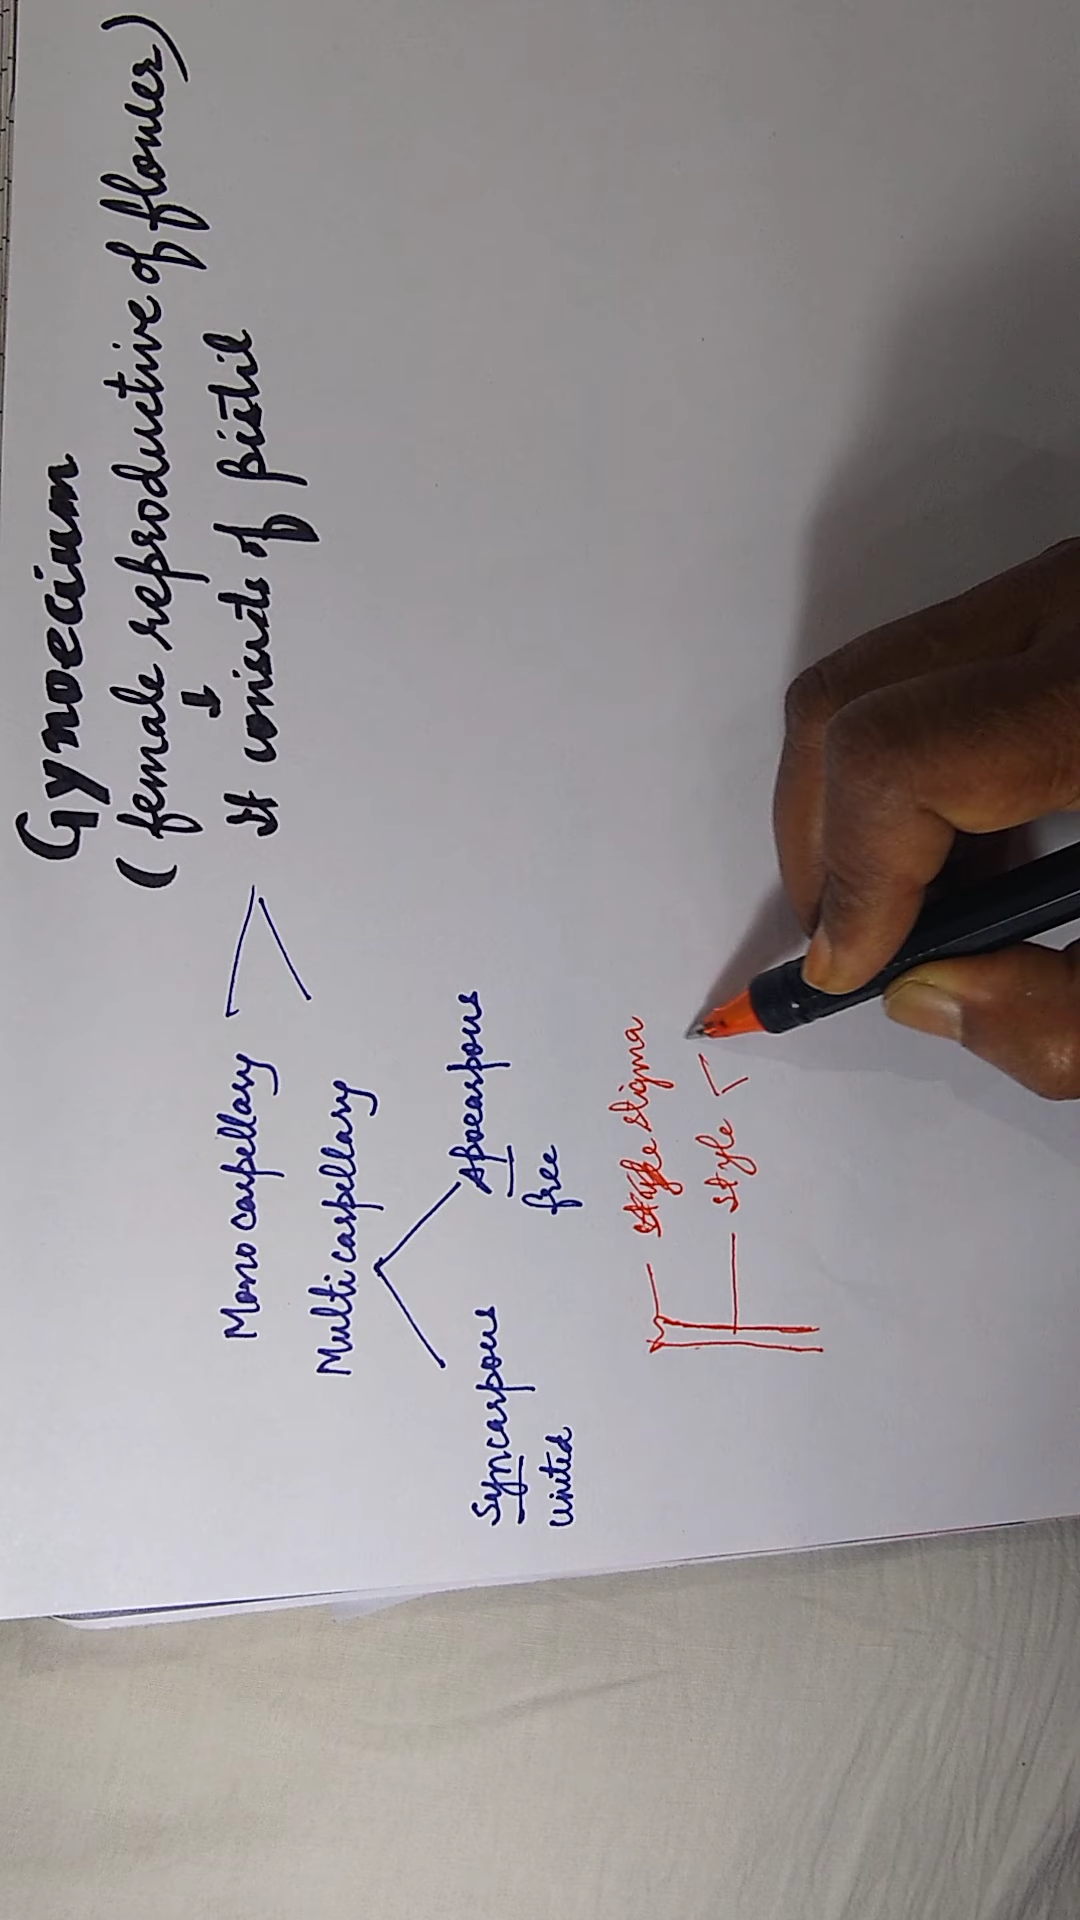 Gynoecium
(female reproductive of flower)
↓
It consists of pistil
Mono carpellary
Multi carpellary
Syncarpous Apocarpous
united free
stigma
style